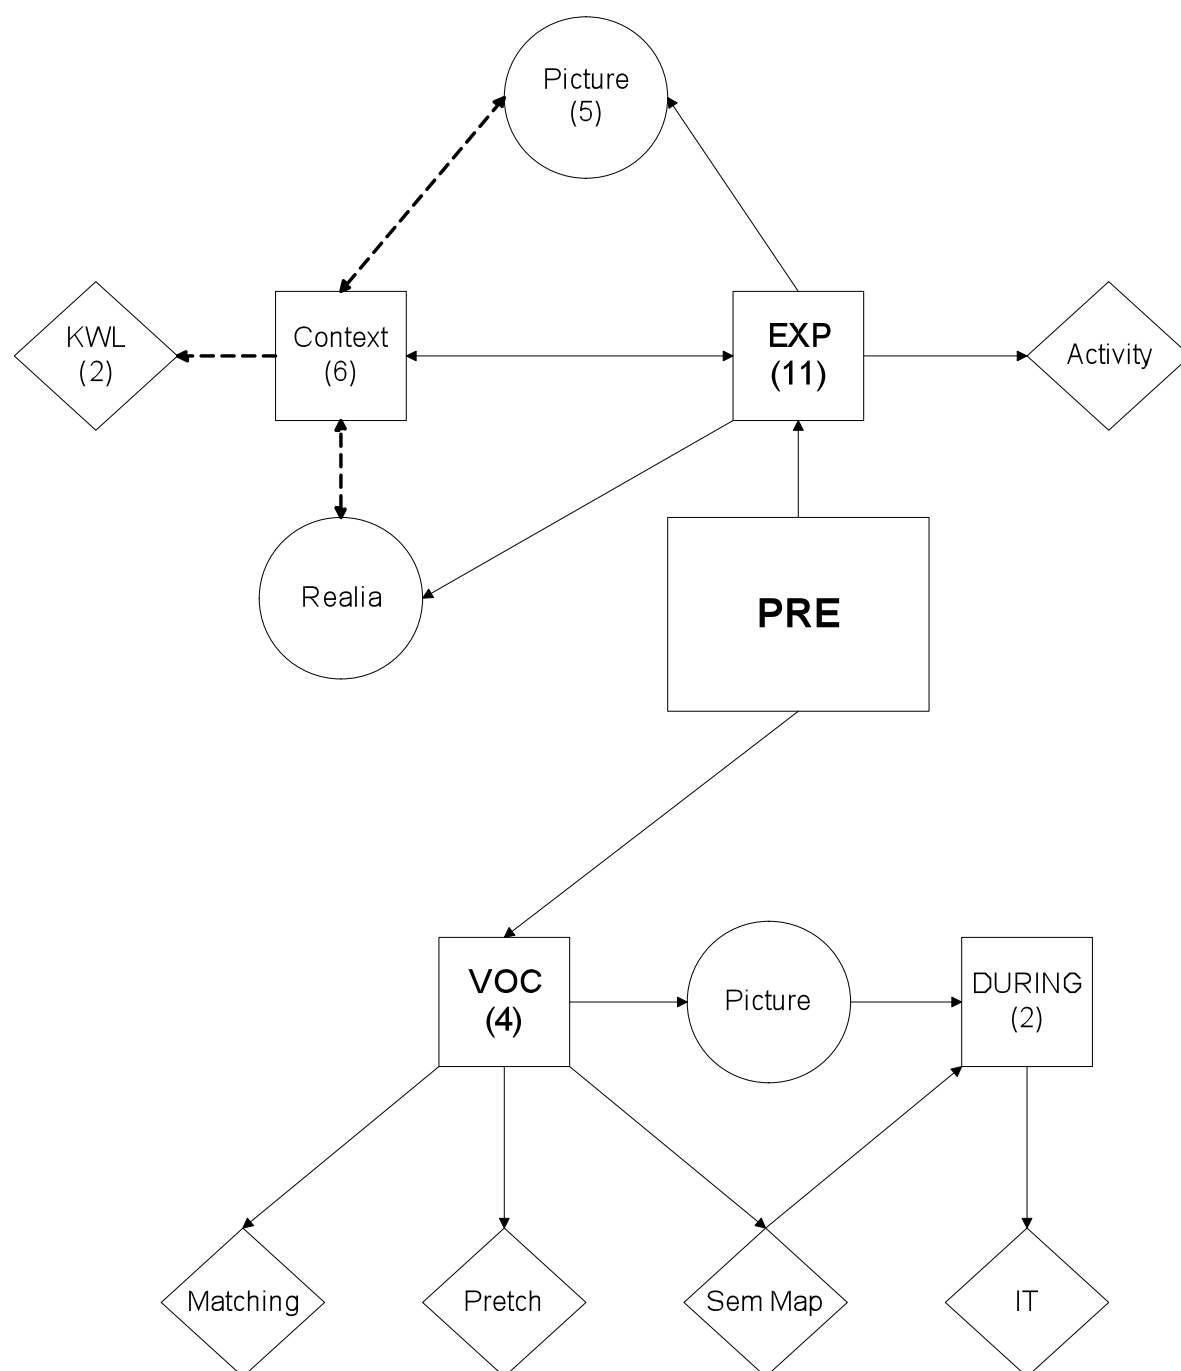 Picture
(5)
KWL
(2)
Context
(6)
EXP
(11)
Activity
Realia
PRE
VOC
(4)
Picture
DURING
(2)
Matching
Pretch
Sem Map
IT